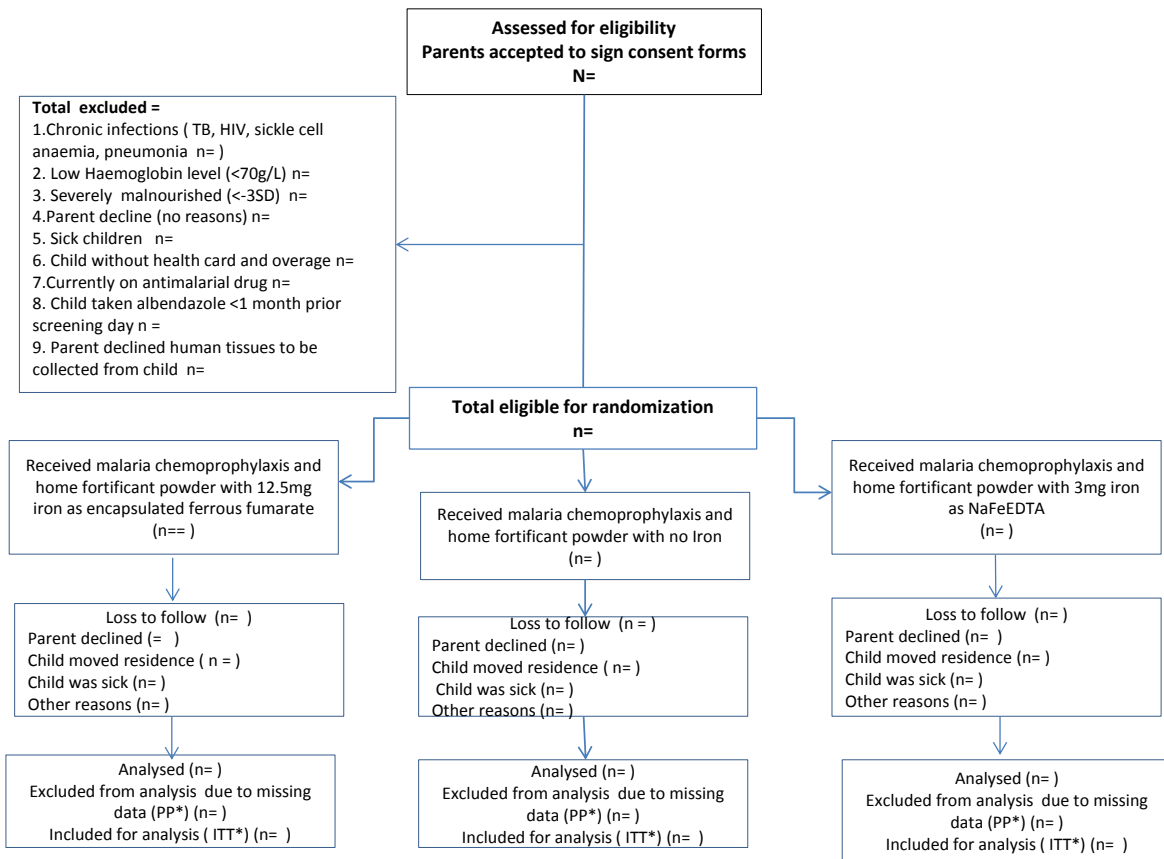 Assessed for eligibility
Parents accepted to sign consent forms
N=
Total excluded =
1.Chronic infections ( TB, HIV, sickle cell
anaemia, pneumonia n= )
2. Low Haemoglobin level (<70g/L) n=
3. Severely malnourished (<-3SD) n=
4.Parent decline (no reasons) n=
5. Sick children n=
6. Child without health card and overage n=
7.Currently on antimalarial drug n=
8. Child taken albendazole <1 month prior
screening day n =
9. Parent declined human tissues to be
collected from child n=
Total eligible for randomization
n=
Received malaria chemoprophylaxis and
home fortificant powder with 12.5mg
iron as encapsulated ferrous fumarate
(n== )
Received malaria chemoprophylaxis and
home fortificant powder with no Iron
(n= )
Received malaria chemoprophylaxis and
home fortificant powder with 3mg iron
as NaFeEDTA
(n= )
Loss to follow (n= )
Parent declined (= )
Child moved residence ( n = )
Child was sick (n= )
Other reasons (n= )
Loss to follow (n = )
Parent declined (n= )
Child moved residence ( n= )
Child was sick (n= )
Other reasons (n= )
Loss to follow (n= )
Parent declined (n= )
Child moved residence (n= )
Child was sick (n= )
Other reasons (n= )
Analysed (n= )
Excluded from analysis due to missing
data (PP*) (n= )
Included for analysis ( ITT*) (n= )
Analysed (n= )
Excluded from analysis due to missing
data (PP*) (n= )
Included for analysis ( ITT*) (n= )
Analysed (n= )
Excluded from analysis due to missing
data (PP*) (n= )
Included for analysis ( ITT*) (n= )